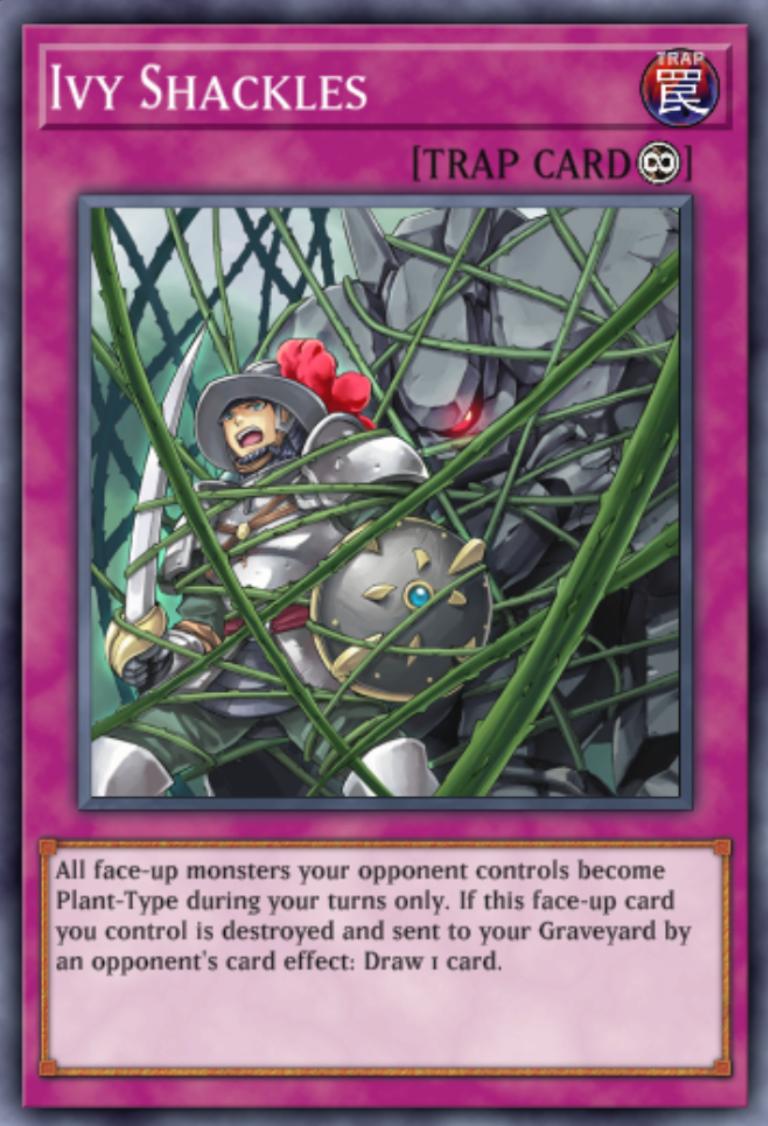 Ivy Shackles
TRAP
罠
[TRAP CARD]
All face-up monsters your opponent controls become
Plant-Type during your turns only. If this face-up card
you control is destroyed and sent to your Graveyard by
an opponent's card effect: Draw 1 card.